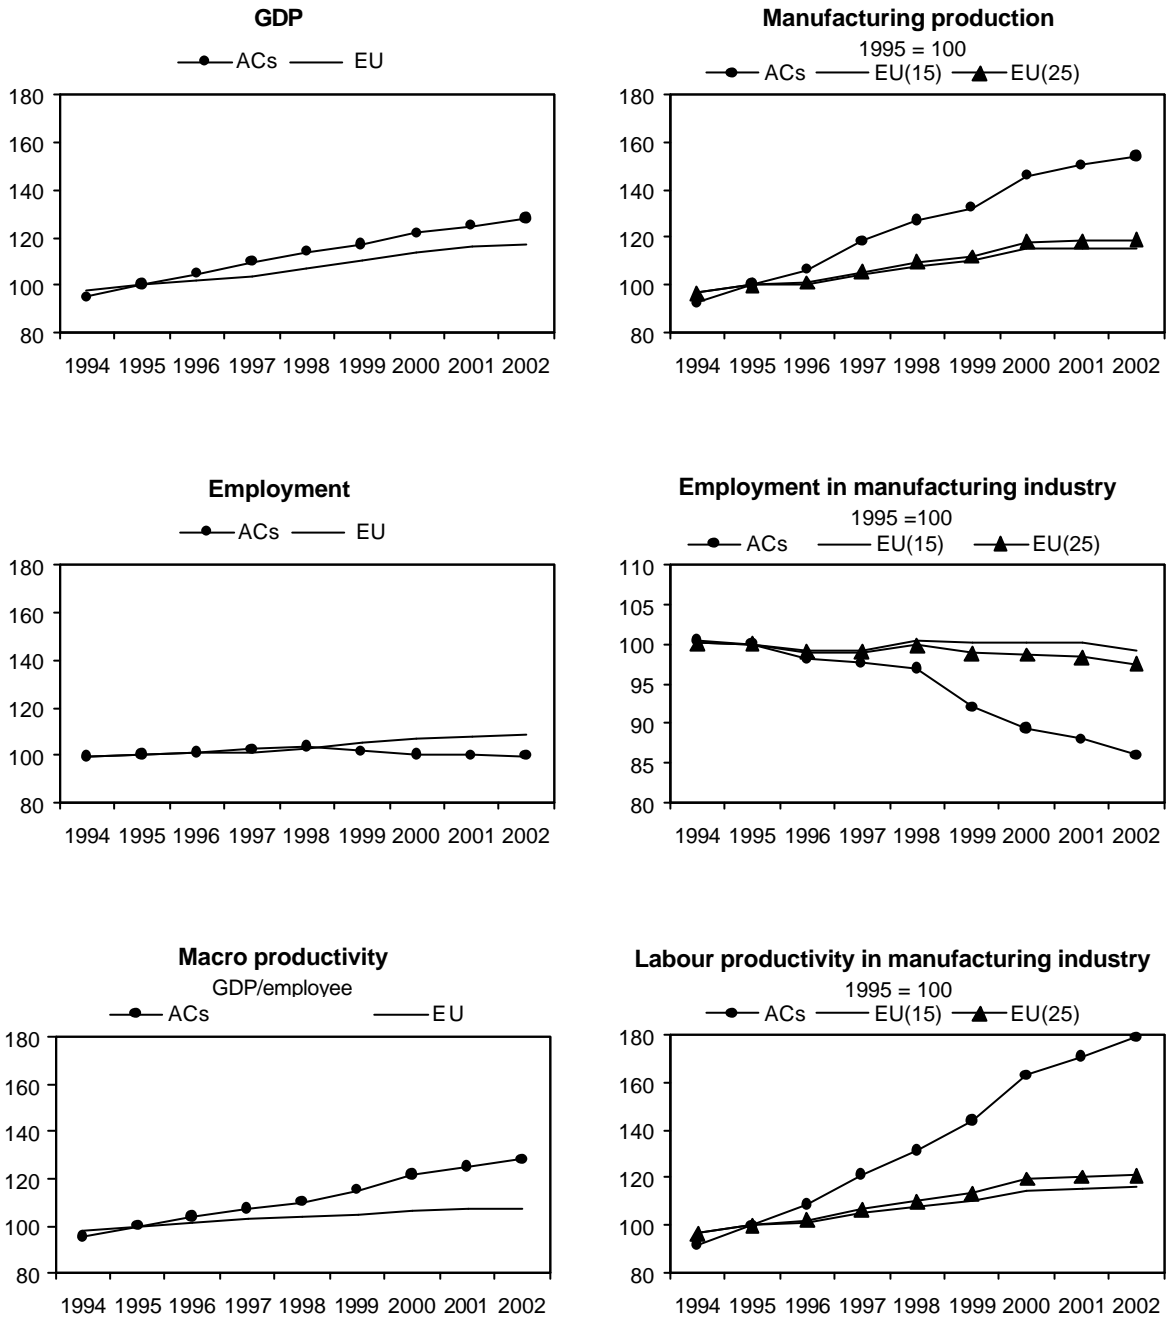 GDP
ACs EU
180
160
140
120
100
80
1994 1995 1996 1997 1998 1999 2000 2001 2002
Manufacturing production
1995 = 100
ACs EU(15) EU(25)
180
160
140
120
100
80
1994 1995 1996 1997 1998 1999 2000 2001 2002
Employment
ACs EU
180
160
140
120
100
80
1994 1995 1996 1997 1998 1999 2000 2001 2002
Employment in manufacturing industry
1995 =100
ACs EU(15) EU(25)
110
105
100
95
90
85
80
1994 1995 1996 1997 1998 1999 2000 2001 2002
Macro productivity
GDP/employee
ACs EU
180
160
140
120
100
80
1994 1995 1996 1997 1998 1999 2000 2001 2002
Labour productivity in manufacturing industry
1995 = 100
ACs EU(15) EU(25)
180
160
140
120
100
80
1994 1995 1996 1997 1998 1999 2000 2001 2002